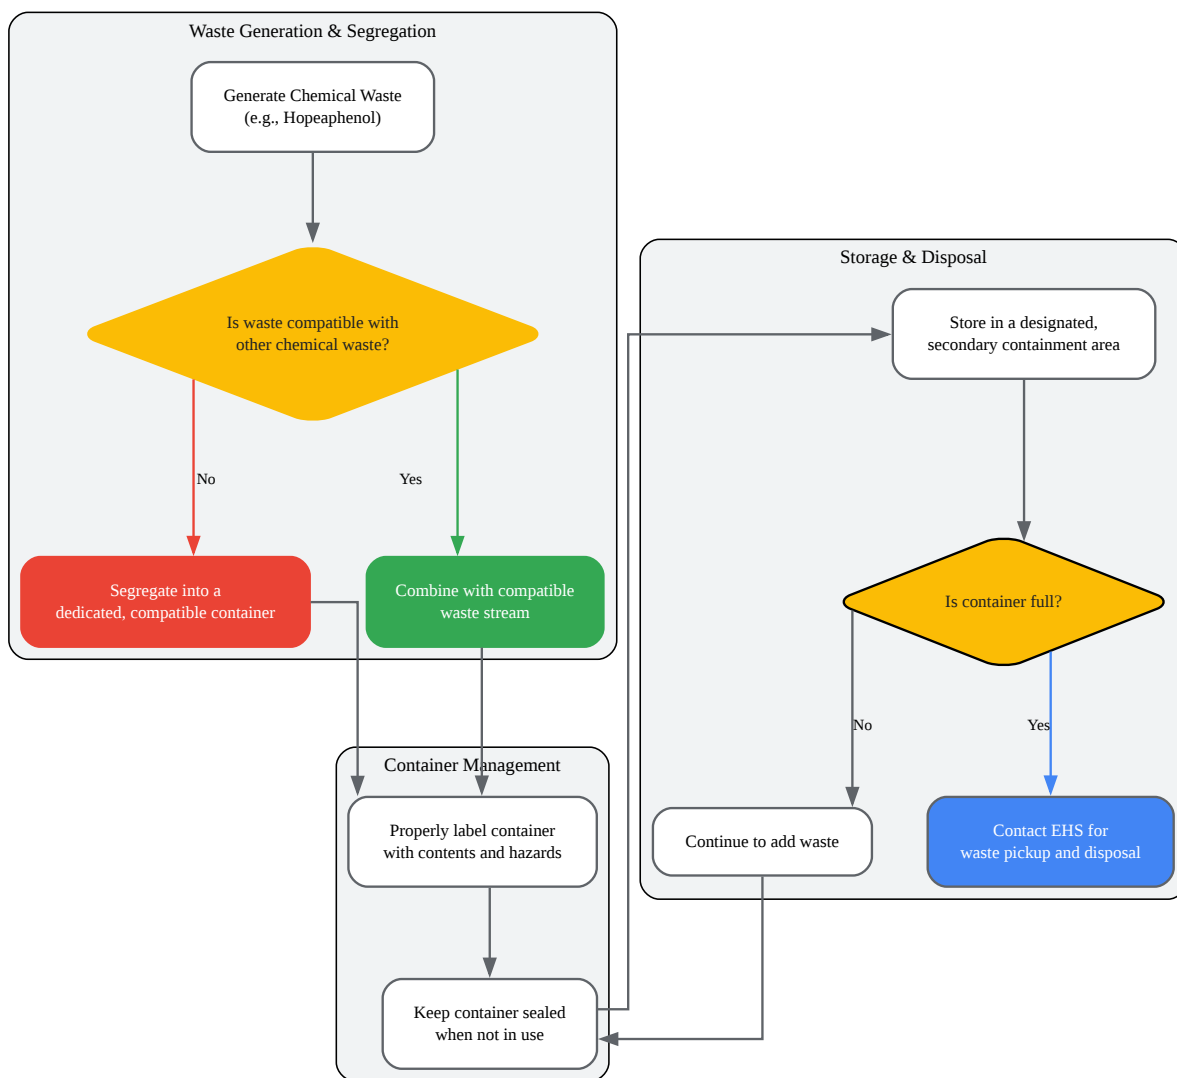 Waste Generation & Segregation
Generate Chemical Waste
(e.g., Hopeaphenol)
Is waste compatible with
other chemical waste?
No
Yes
Segregate into a
dedicated, compatible container
Combine with compatible
waste stream
Container Management
Properly label container
with contents and hazards
Keep container sealed
when not in use
Storage & Disposal
Store in a designated,
secondary containment area
Is container full?
No
Yes
Continue to add waste
Contact EHS for
waste pickup and disposal